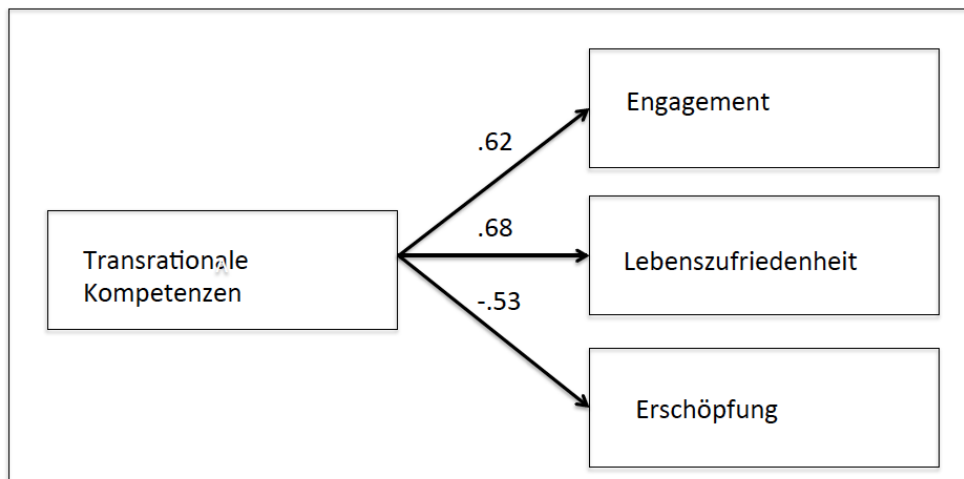 Engagement
.62
.68
Transrationale
Kompetenzen
Lebenszufriedenheit
-.53
Erschöpfung